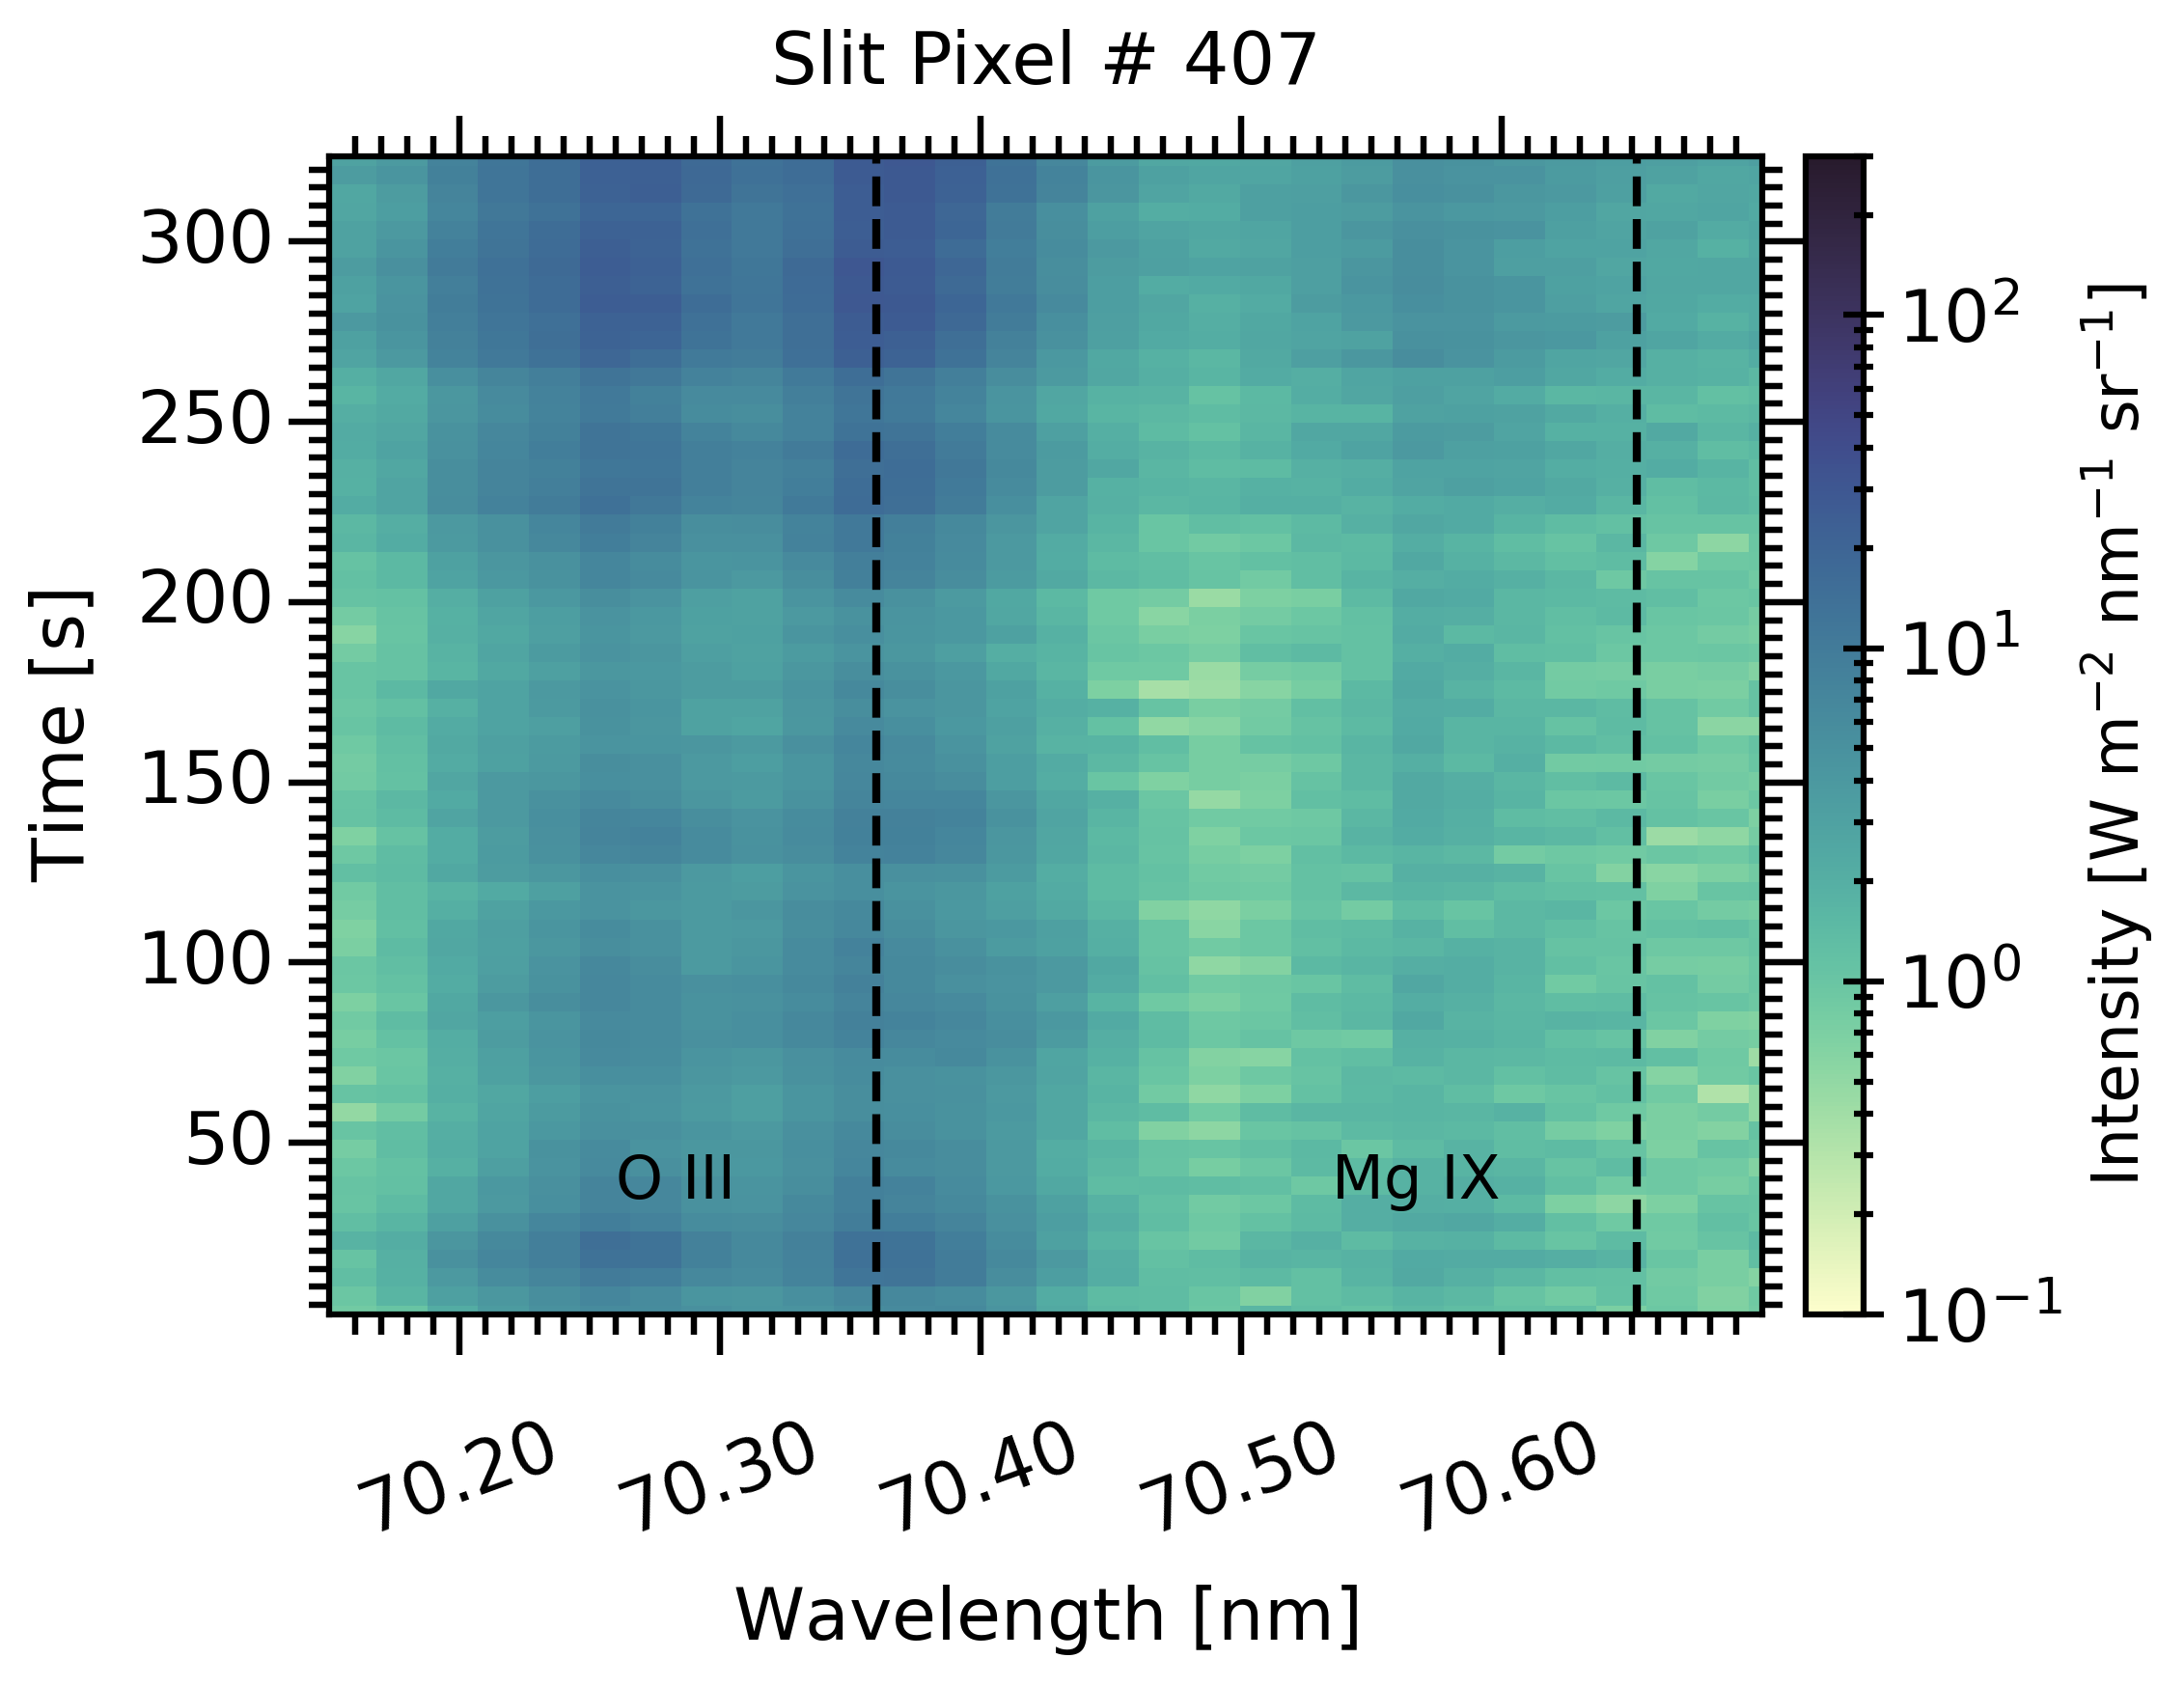 Slit Pixel # 407
300
250
200
150
100
50
Time [s]
O III
Mg IX
70.20
70.30
70.40
70.50
70.60
Wavelength [nm]
10²
10¹
10⁰
10⁻¹
Intensity [W m⁻² nm⁻¹ sr⁻¹]